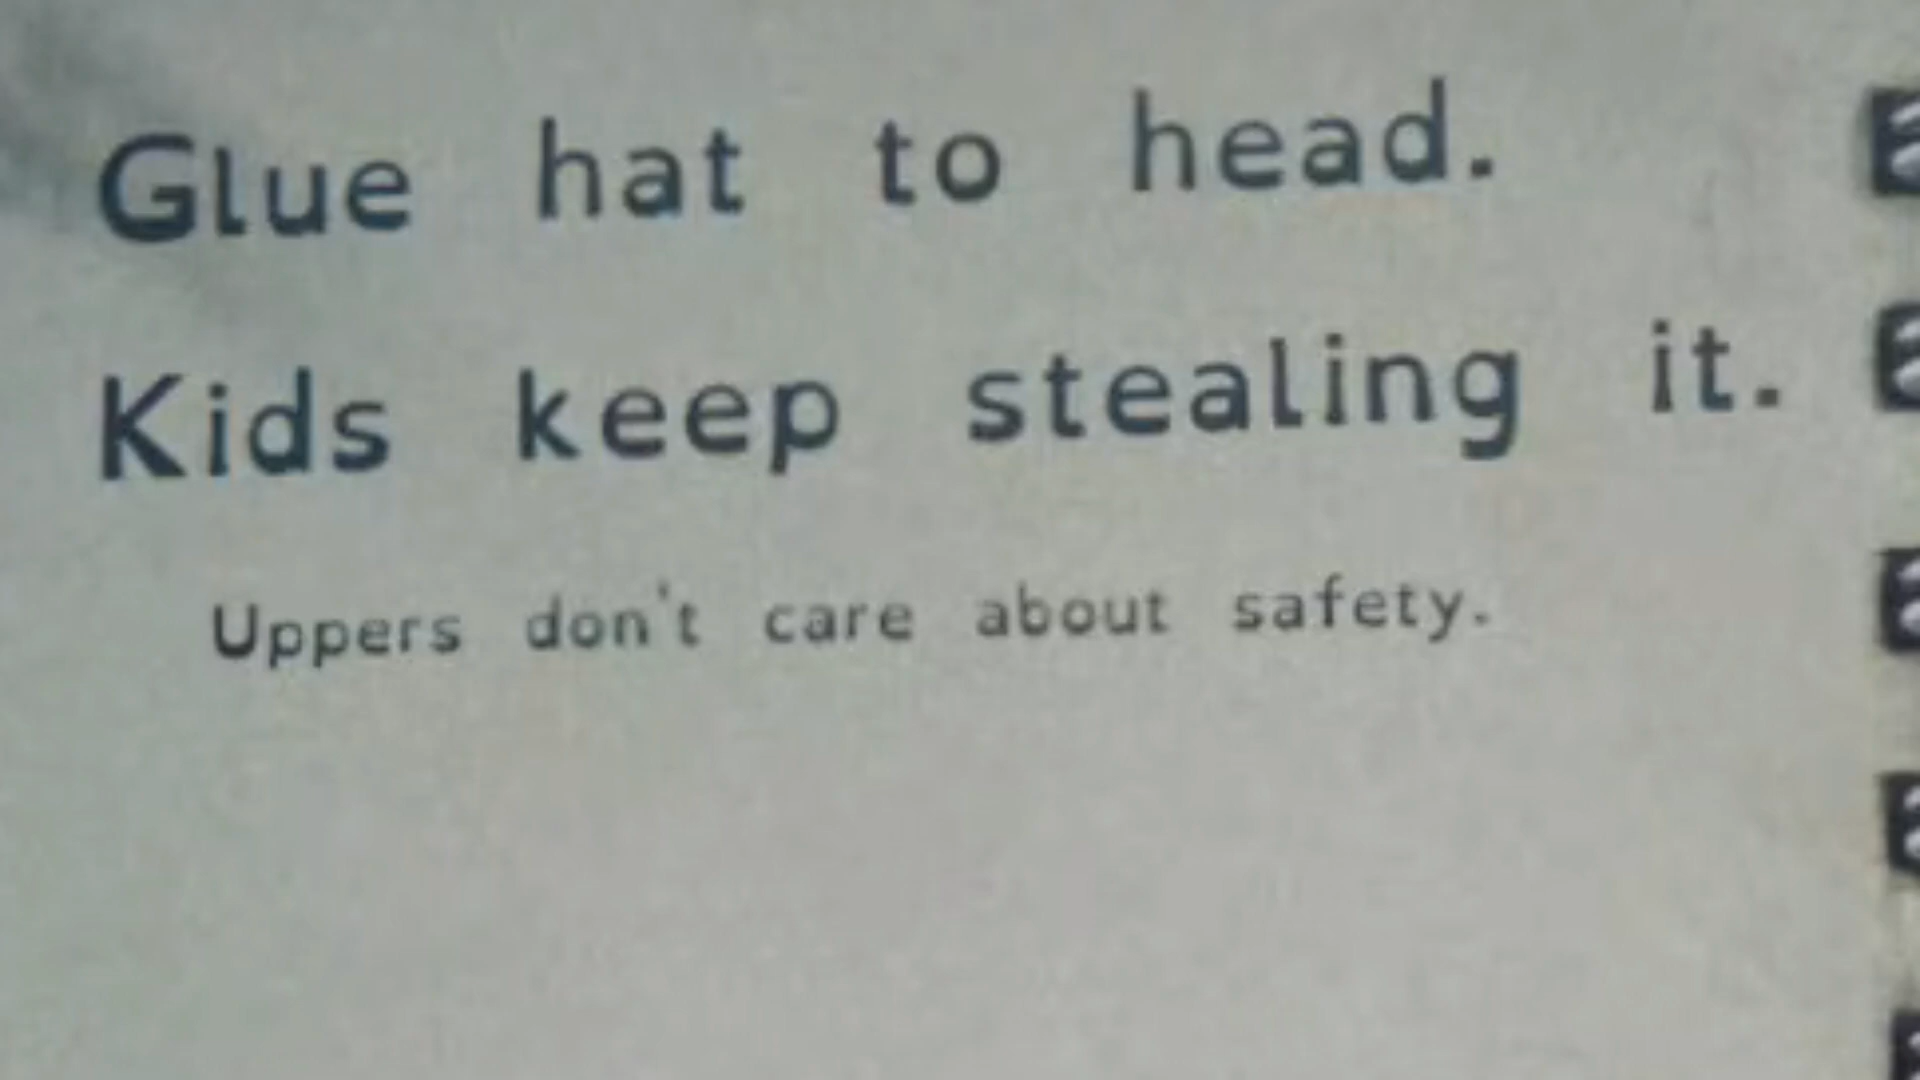 Glue hat to head.
Kids keep stealing it.
Uppers don't care about safety.